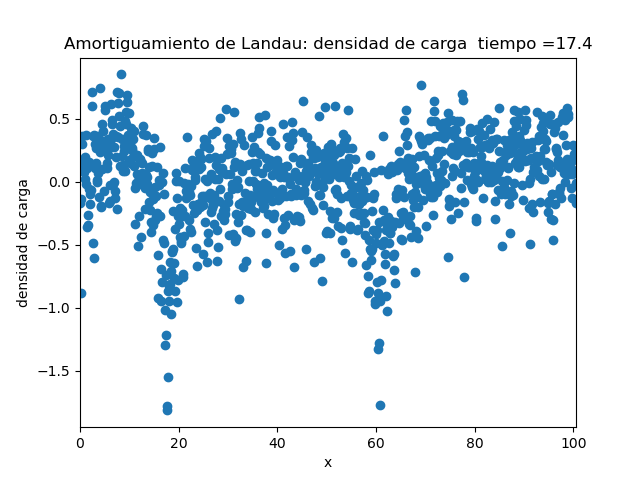 Amortiguamiento de Landau: densidad de carga  tiempo =17.4
densidad de carga
0.5
0.0
−0.5
−1.0
−1.5
0 20 40 60 80 100
x